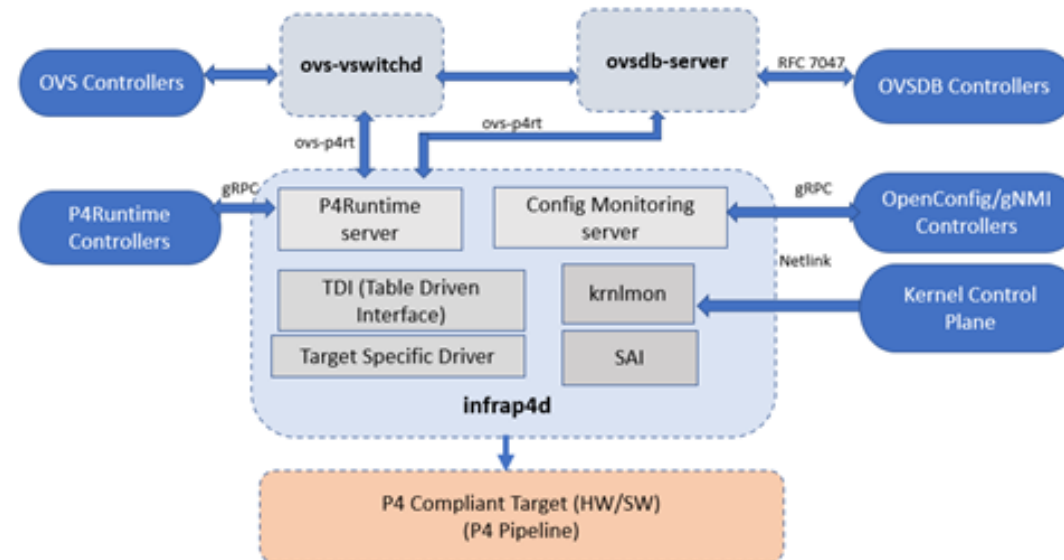 ovs-vswitchd
ovsdb-server
OVS Controllers
RFC 7047
OVSDB Controllers
ovs-p4rt
ovs-p4rt
gRPC
P4Runtime
Controllers
P4Runtime
server
Config Monitoring
server
gRPC
OpenConfig/gNMI
Controllers
Netlink
TDI (Table Driven
Interface)
krnlmon
Kernel Control
Plane
Target Specific Driver
SAI
infrap4d
P4 Compliant Target (HW/SW)
(P4 Pipeline)